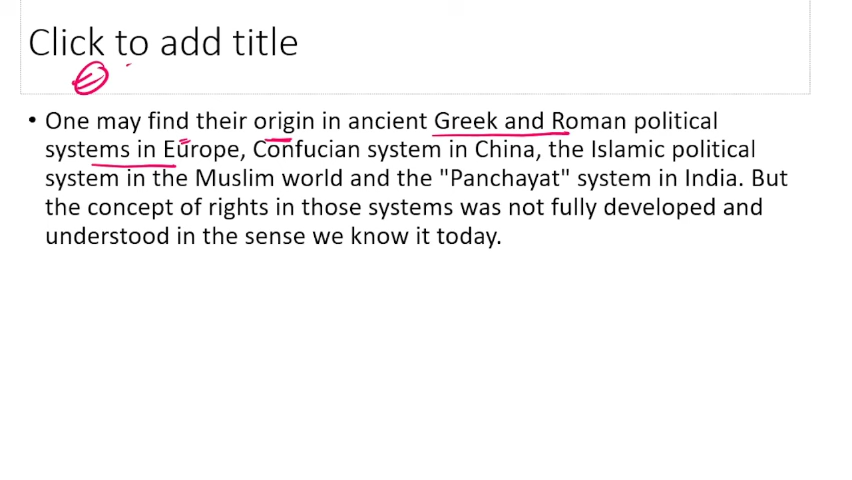 Click to add title
• One may find their origin in ancient Greek and Roman political
systems in Europe, Confucian system in China, the Islamic political
system in the Muslim world and the "Panchayat" system in India. But
the concept of rights in those systems was not fully developed and
understood in the sense we know it today.